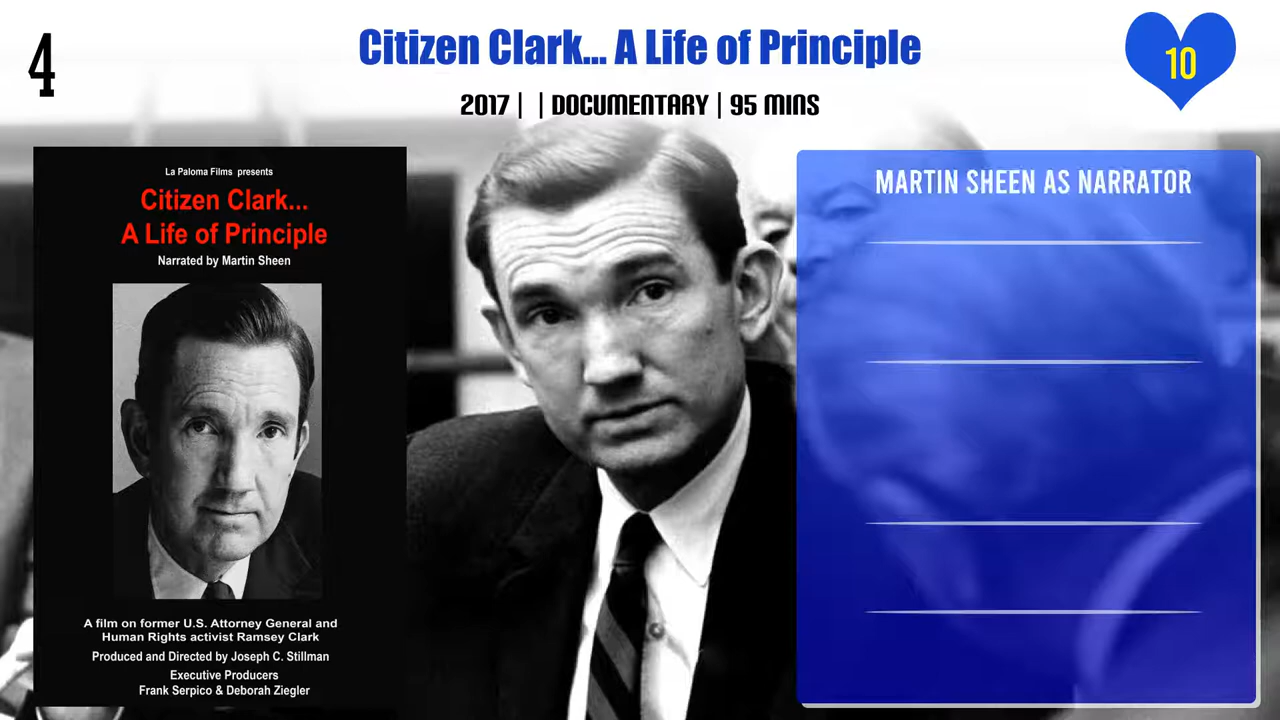 4
Citizen Clark... A Life of Principle
10
2017 | | DOCUMENTARY | 95 MINS
La Paloma Films presents
Citizen Clark...
A Life of Principle
Narrated by Martin Sheen
A film on former U.S. Attorney General and
Human Rights activist Ramsey Clark
Produced and Directed by Joseph C. Stillman
Executive Producers
Frank Serpico & Deborah Ziegler
MARTIN SHEEN AS NARRATOR